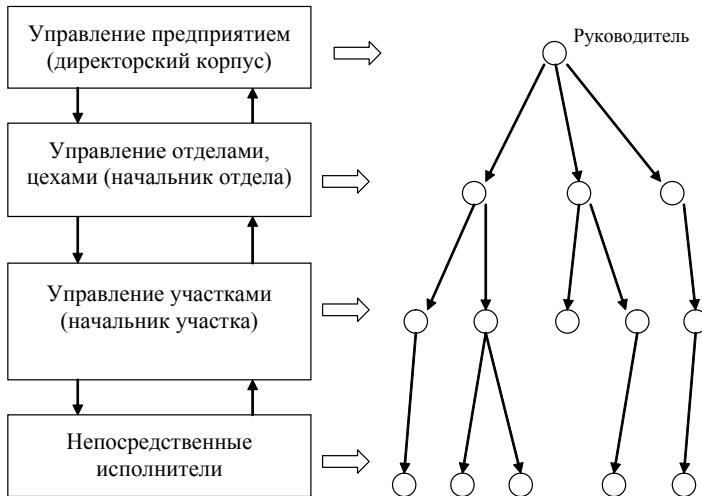 Управление предприятием
(директорский корпус)
Руководитель
Управление отделами,
цехами (начальник отдела)
Управление участками
(начальник участка)
Непосредственные
исполнители